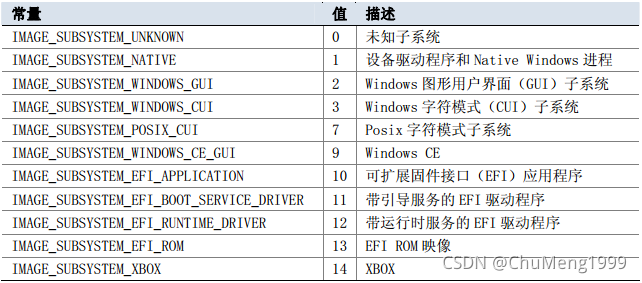 常量 值 描述
IMAGE_SUBSYSTEM_UNKNOWN 0 未知子系统
IMAGE_SUBSYSTEM_NATIVE 1 设备驱动程序和 Native Windows 进程
IMAGE_SUBSYSTEM_WINDOWS_GUI 2 Windows 图形用户界面（GUI）子系统
IMAGE_SUBSYSTEM_WINDOWS_CUI 3 Windows 字符模式（CUI）子系统
IMAGE_SUBSYSTEM_POSIX_CUI 7 Posix 字符模式子系统
IMAGE_SUBSYSTEM_WINDOWS_CE_GUI 9 Windows CE
IMAGE_SUBSYSTEM_EFI_APPLICATION 10 可扩展固件接口（EFI）应用程序
IMAGE_SUBSYSTEM_EFI_BOOT_SERVICE_DRIVER 11 带引导服务的 EFI 驱动程序
IMAGE_SUBSYSTEM_EFI_RUNTIME_DRIVER 12 带运行时服务的 EFI 驱动程序
IMAGE_SUBSYSTEM_EFI_ROM 13 EFI ROM 映像
IMAGE_SUBSYSTEM_XBOX 14 XBOX
CSDN @ChuMeng1999